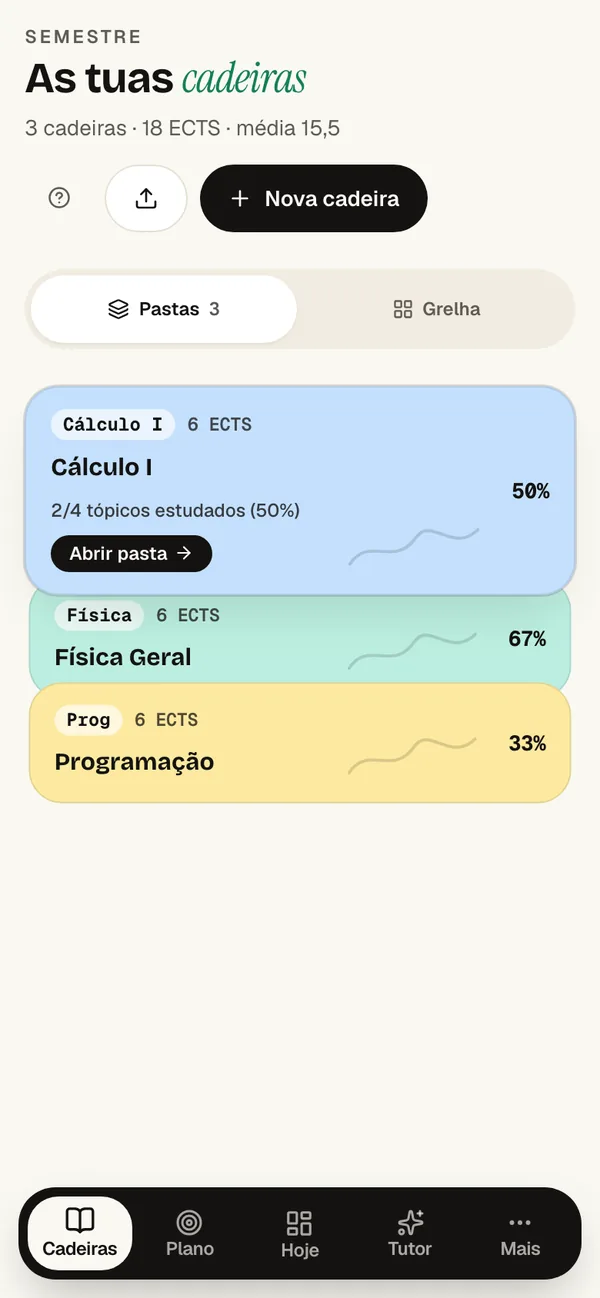 SEMESTRE
As tuas cadeiras
3 cadeiras · 18 ECTS · média 15,5
+ Nova cadeira
Pastas 3
Grelha
Cálculo I 6 ECTS
Cálculo I
50%
2/4 tópicos estudados (50%)
Abrir pasta →
Física 6 ECTS
67%
Física Geral
Prog 6 ECTS
33%
Programação
Cadeiras
Plano
Hoje
Tutor
Mais